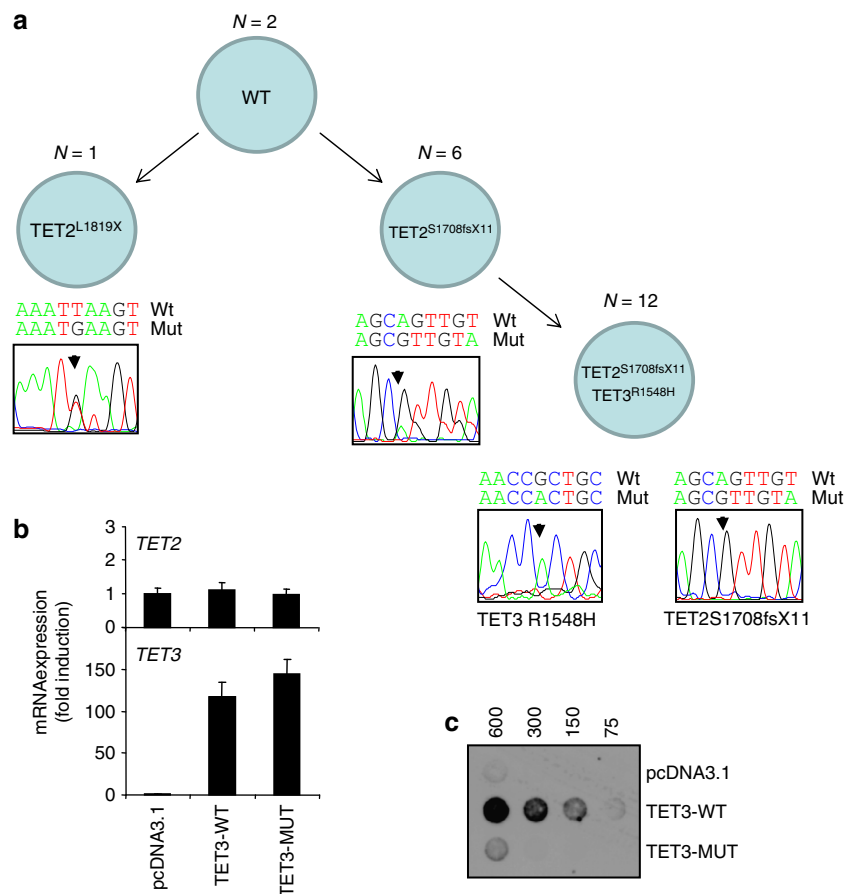 a
N = 2
WT
N = 1
N = 6
TET2L1819X
TET2S1708fsX11
N = 12
AAATTAAGT Wt
AAATGAAGT Mut
AGCAGTTGT Wt
AGCGTTGTA Mut
TET2S1708fsX11
TET3R1548H
AACCGCTGC Wt
AACCACTGC Mut
AGCAGTTGT Wt
AGCGTTGTA Mut
TET3 R1548H
TET2S1708fsX11
b
mRNAexpression
(fold induction)
TET2
3
2
1
0
TET3
150
100
50
0
pcDNA3.1
TET3-WT
TET3-MUT
c
600 300 150 75
pcDNA3.1
TET3-WT
TET3-MUT